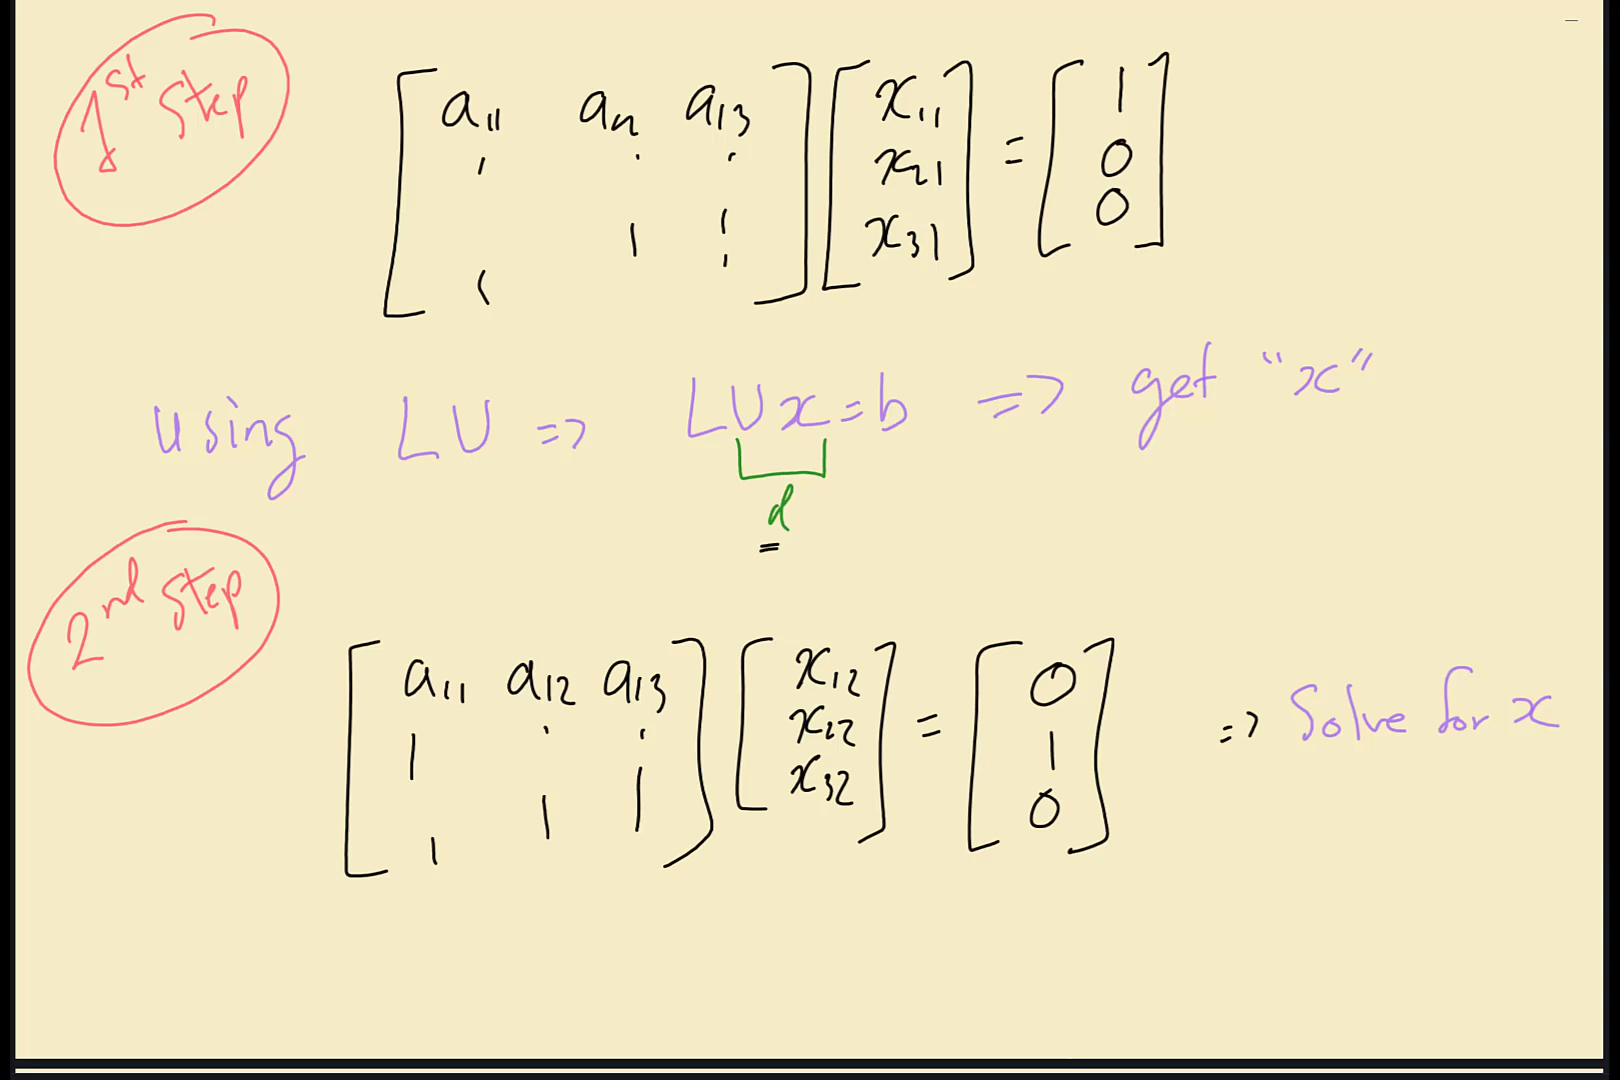 1st step
[a11 a12 a13] [x11 x21 x31] = [1 0 0]
using LU => LUx = b => get "x"
d
=
2nd step
[a11 a12 a13] [x12 x22 x32] = [0 1 0] => Solve for x